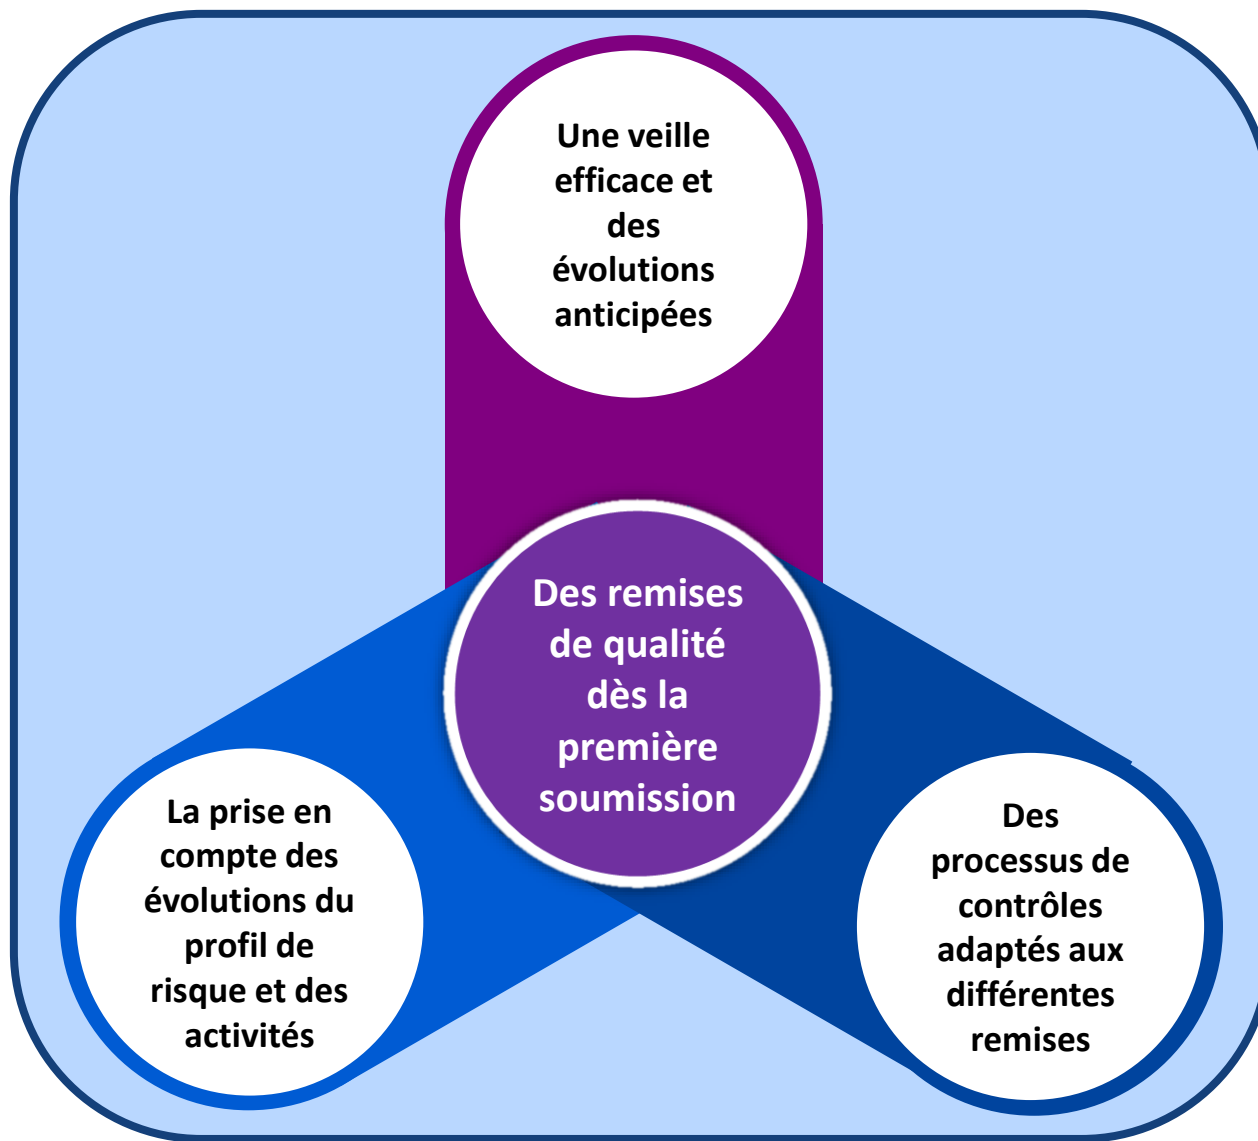 Une veille
efficace et
des
évolutions
anticipées
Des remises
de qualité
dès la
première
soumission
La prise en
compte des
évolutions du
profil de
risque et des
activités
Des
processus de
contrôles
adaptés aux
différentes
remises